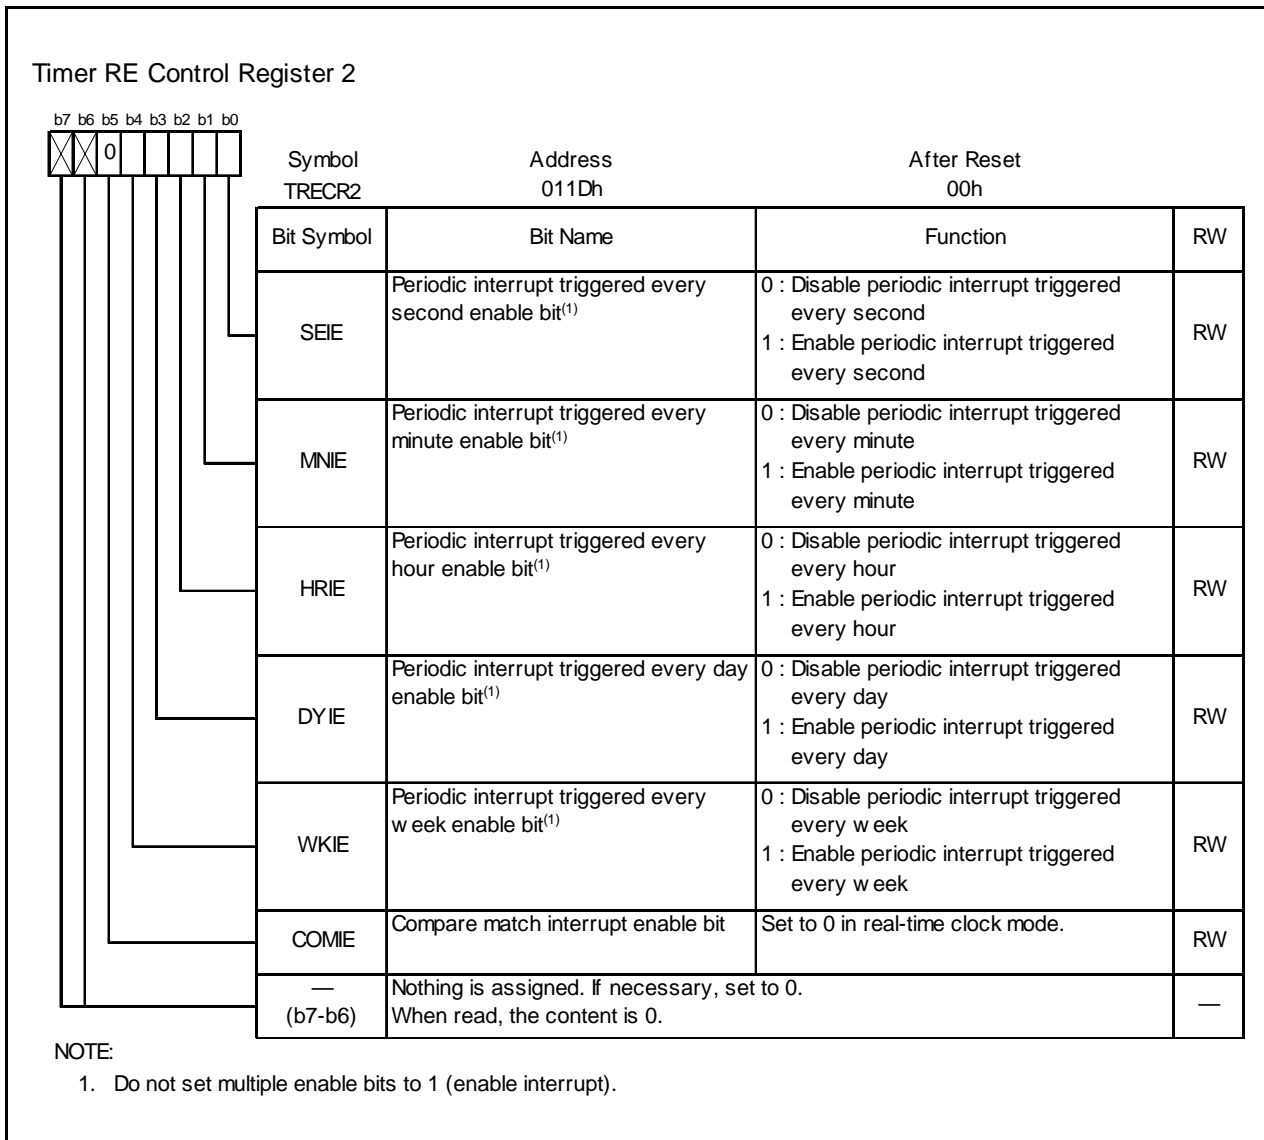 Timer RE Control Register 2
b7 b6 b5 b4 b3 b2 b1 b0
0
Symbol Address After Reset
TRECR2 011Dh 00h
Bit Symbol Bit Name Function RW
SEIE
Periodic interrupt triggered every
second enable bit(1)
0 : Disable periodic interrupt triggered
every second
1 : Enable periodic interrupt triggered
every second
RW
MNIE
Periodic interrupt triggered every
minute enable bit(1)
0 : Disable periodic interrupt triggered
every minute
1 : Enable periodic interrupt triggered
every minute
RW
HRIE
Periodic interrupt triggered every
hour enable bit(1)
0 : Disable periodic interrupt triggered
every hour
1 : Enable periodic interrupt triggered
every hour
RW
DYIE
Periodic interrupt triggered every day
enable bit(1)
0 : Disable periodic interrupt triggered
every day
1 : Enable periodic interrupt triggered
every day
RW
WKIE
Periodic interrupt triggered every
week enable bit(1)
0 : Disable periodic interrupt triggered
every week
1 : Enable periodic interrupt triggered
every week
RW
COMIE
Compare match interrupt enable bit
Set to 0 in real-time clock mode.
RW
—
(b7-b6)
Nothing is assigned. If necessary, set to 0.
When read, the content is 0.
—
NOTE:
1. Do not set multiple enable bits to 1 (enable interrupt).